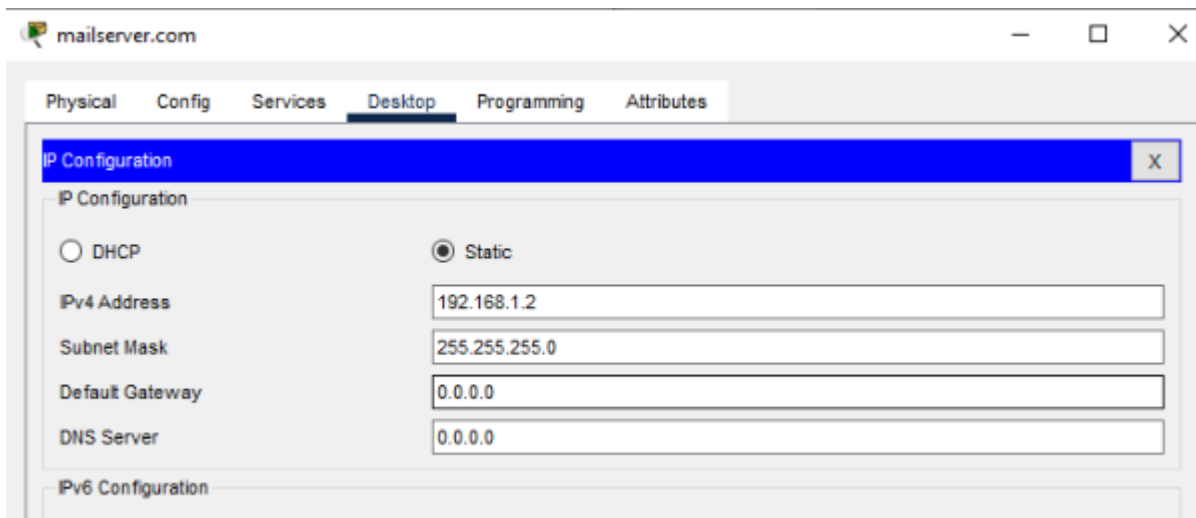 mailserver.com
Physical Config Services Desktop Programming Attributes
IP Configuration X
IP Configuration
DHCP Static
IPv4 Address 192.168.1.2
Subnet Mask 255.255.255.0
Default Gateway 0.0.0.0
DNS Server 0.0.0.0
IPv6 Configuration